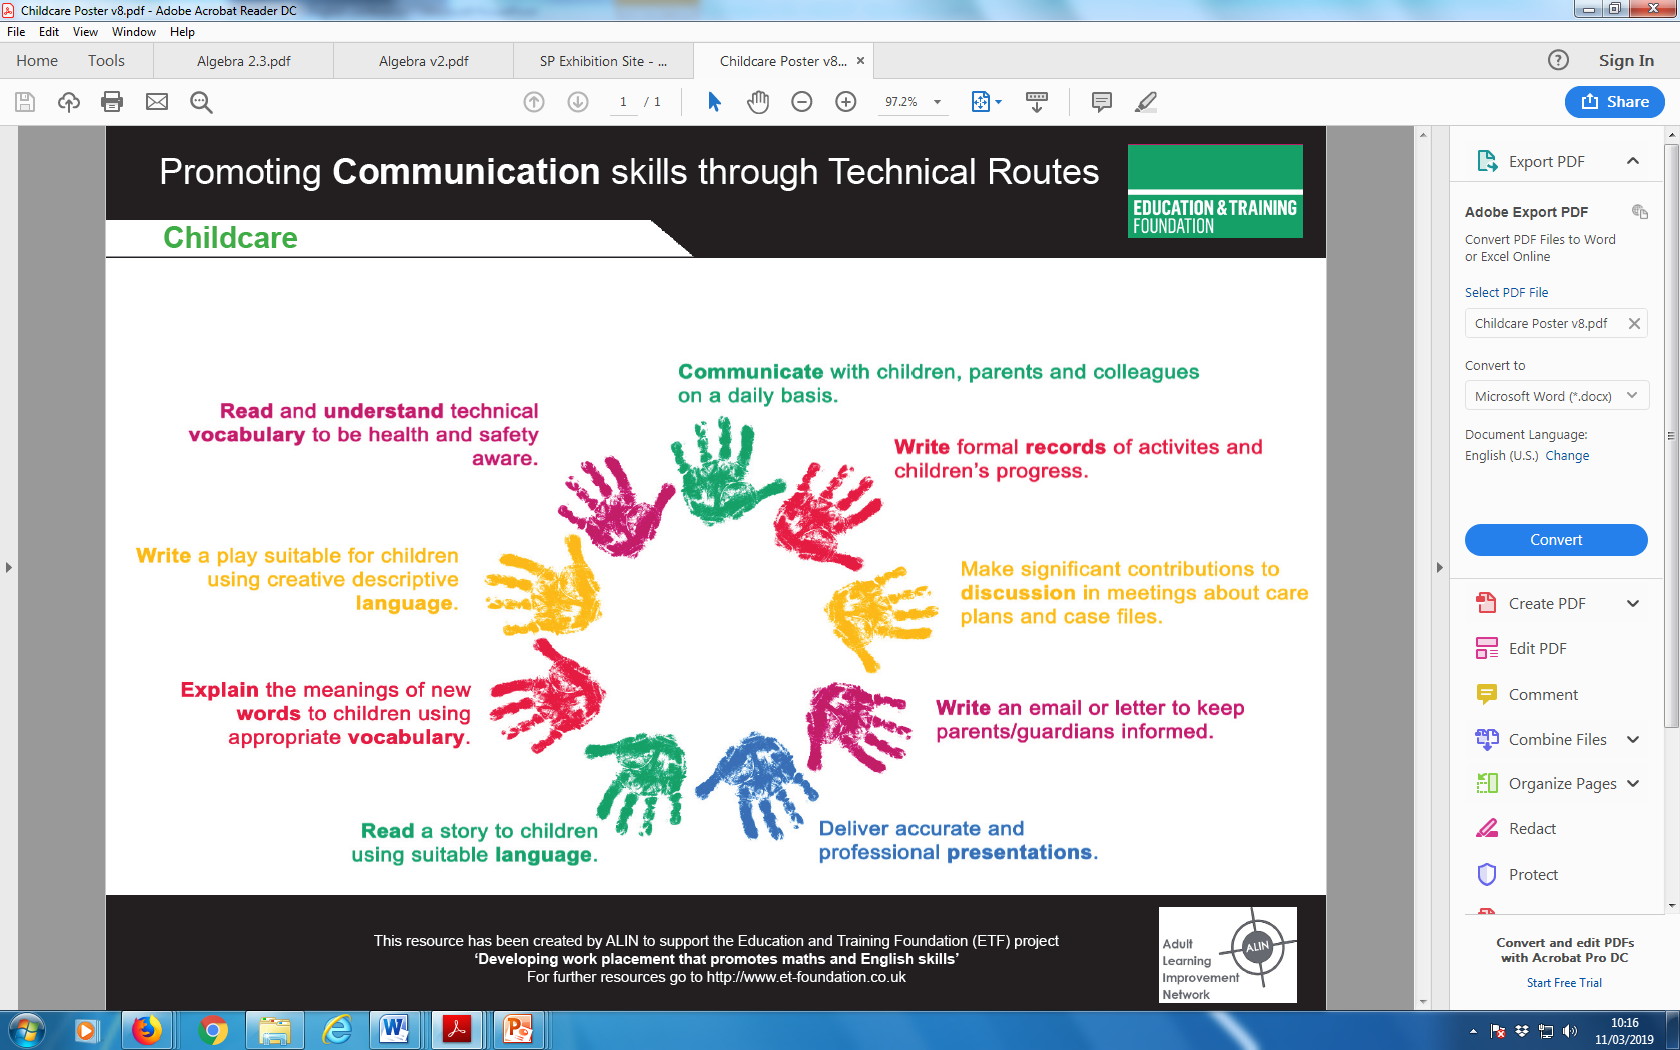 Childcare Poster v8.pdf - Adobe Acrobat Reader DC
File Edit View Window Help
Home Tools Algebra 2.3.pdf Algebra v2.pdf SP Exhibition Site - ... Childcare Poster v8... × ? Sign In
1 / 1 97.2% Share
Promoting Communication skills through Technical Routes
EDUCATION & TRAINING
FOUNDATION
Childcare
Communicate with children, parents and colleagues
on a daily basis.
Write formal records of activites and
children's progress.
Make significant contributions to
discussion in meetings about care
plans and case files.
Write an email or letter to keep
parents/guardians informed.
Deliver accurate and
professional presentations.
Read a story to children
using suitable language.
Explain the meanings of new
words to children using
appropriate vocabulary.
Write a play suitable for children
using creative descriptive
language.
Read and understand technical
vocabulary to be health and safety
aware.
This resource has been created by ALIN to support the Education and Training Foundation (ETF) project
'Developing work placement that promotes maths and English skills'
For further resources go to http://www.et-foundation.co.uk
Adult
Learning
Improvement
Network
ALIN
Export PDF
Adobe Export PDF
Convert PDF Files to Word
or Excel Online
Select PDF File
Childcare Poster v8.pdf
Convert to
Microsoft Word (*.docx)
Document Language:
English (U.S.) Change
Convert
Create PDF
Edit PDF
Comment
Combine Files
Organize Pages
Redact
Protect
Convert and edit PDFs
with Acrobat Pro DC
Start Free Trial
10:16
11/03/2019